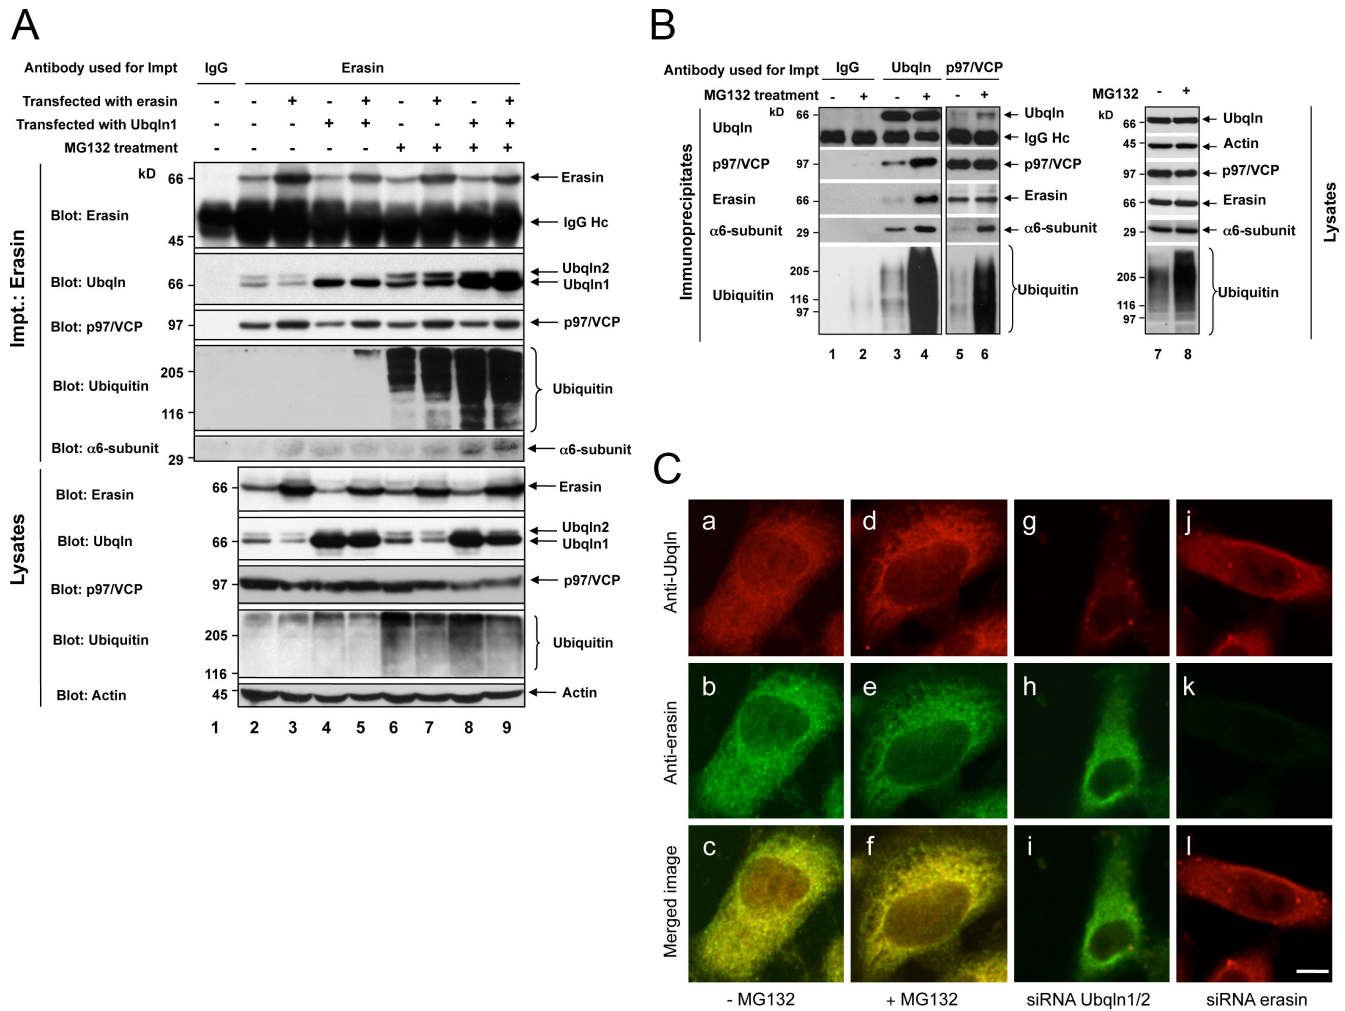 A
Antibody used for Impt IgG Erasin
Transfected with erasin - - + - + - + - +
Transfected with Ubqln1 - - - + + - - + +
MG132 treatment - - - - - + + + +
Impt.: Erasin
kD
Blot: Erasin 66 45 Erasin IgG Hc
Blot: Ubqln 66 Ubqln2 Ubqln1
Blot: p97/VCP 97 p97/VCP
Blot: Ubiquitin 205 116 Ubiquitin
Blot: α6-subunit 29 α6-subunit
Lysates
Blot: Erasin 66 Erasin
Blot: Ubqln 66 Ubqln2 Ubqln1
Blot: p97/VCP 97 p97/VCP
Blot: Ubiquitin 205 116 Ubiquitin
Blot: Actin 45 Actin
1 2 3 4 5 6 7 8 9
B
Antibody used for Impt IgG Ubqln p97/VCP
MG132 treatment - + - + - +
Immunoprecipitates
kD
Ubqln 66 Ubqln IgG Hc
p97/VCP 97 p97/VCP
Erasin 66 Erasin
α6-subunit 29 α6-subunit
Ubiquitin 205 116 97 Ubiquitin
1 2 3 4 5 6
MG132 - +
kD
66 Ubqln
45 Actin
97 p97/VCP
66 Erasin
29 α6-subunit
205 116 97 Ubiquitin
7 8
Lysates
C
Anti-Ubqln a d g j
Anti-erasin b e h k
Merged image c f i l
- MG132 + MG132 siRNA Ubqln1/2 siRNA erasin